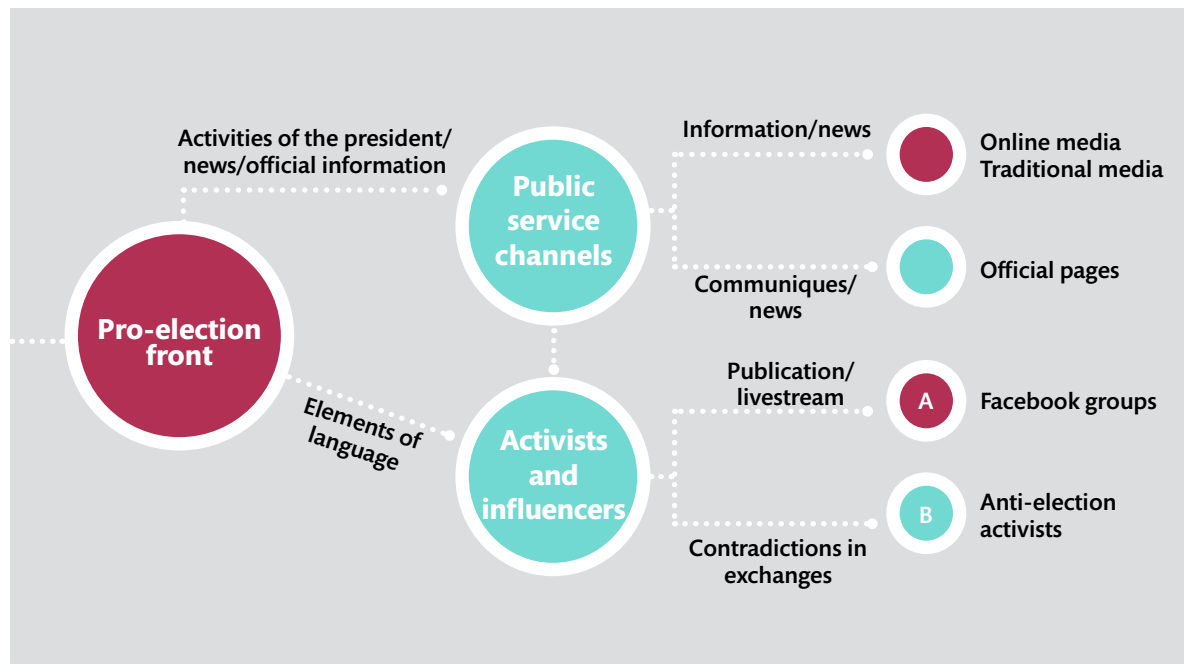 Activities of the president/
news/official information
Public
service
channels
Information/news
Online media
Traditional media
Communiques/
news
Official pages
Pro-election
front
Elements of
language
Activists
and
influencers
Publication/
livestream
A
Facebook groups
Contradictions in
exchanges
B
Anti-election
activists